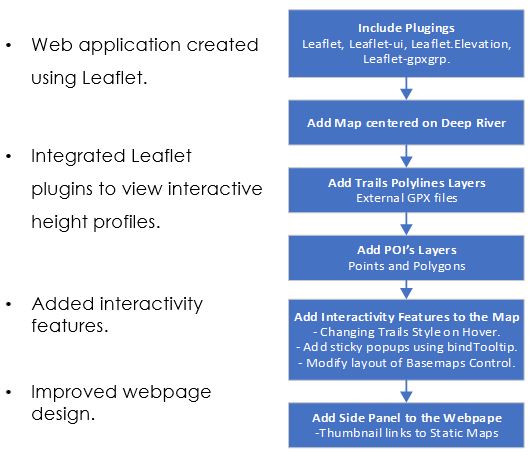 • Web application created
using Leaflet.
• Integrated Leaflet
plugins to view interactive
height profiles.
• Added interactivity
features.
• Improved webpage
design.
Include Plugings
Leaflet, Leaflet-ui, Leaflet.Elevation,
Leaflet-gpxgrp.
Add Map centered on Deep River
Add Trails Polylines Layers
External GPX files
Add POI's Layers
Points and Polygons
Add Interactivity Features to the Map
- Changing Trails Style on Hover.
- Add sticky popups using bindTooltip.
- Modify layout of Basemaps Control.
Add Side Panel to the Webpape
-Thumbnail links to Static Maps